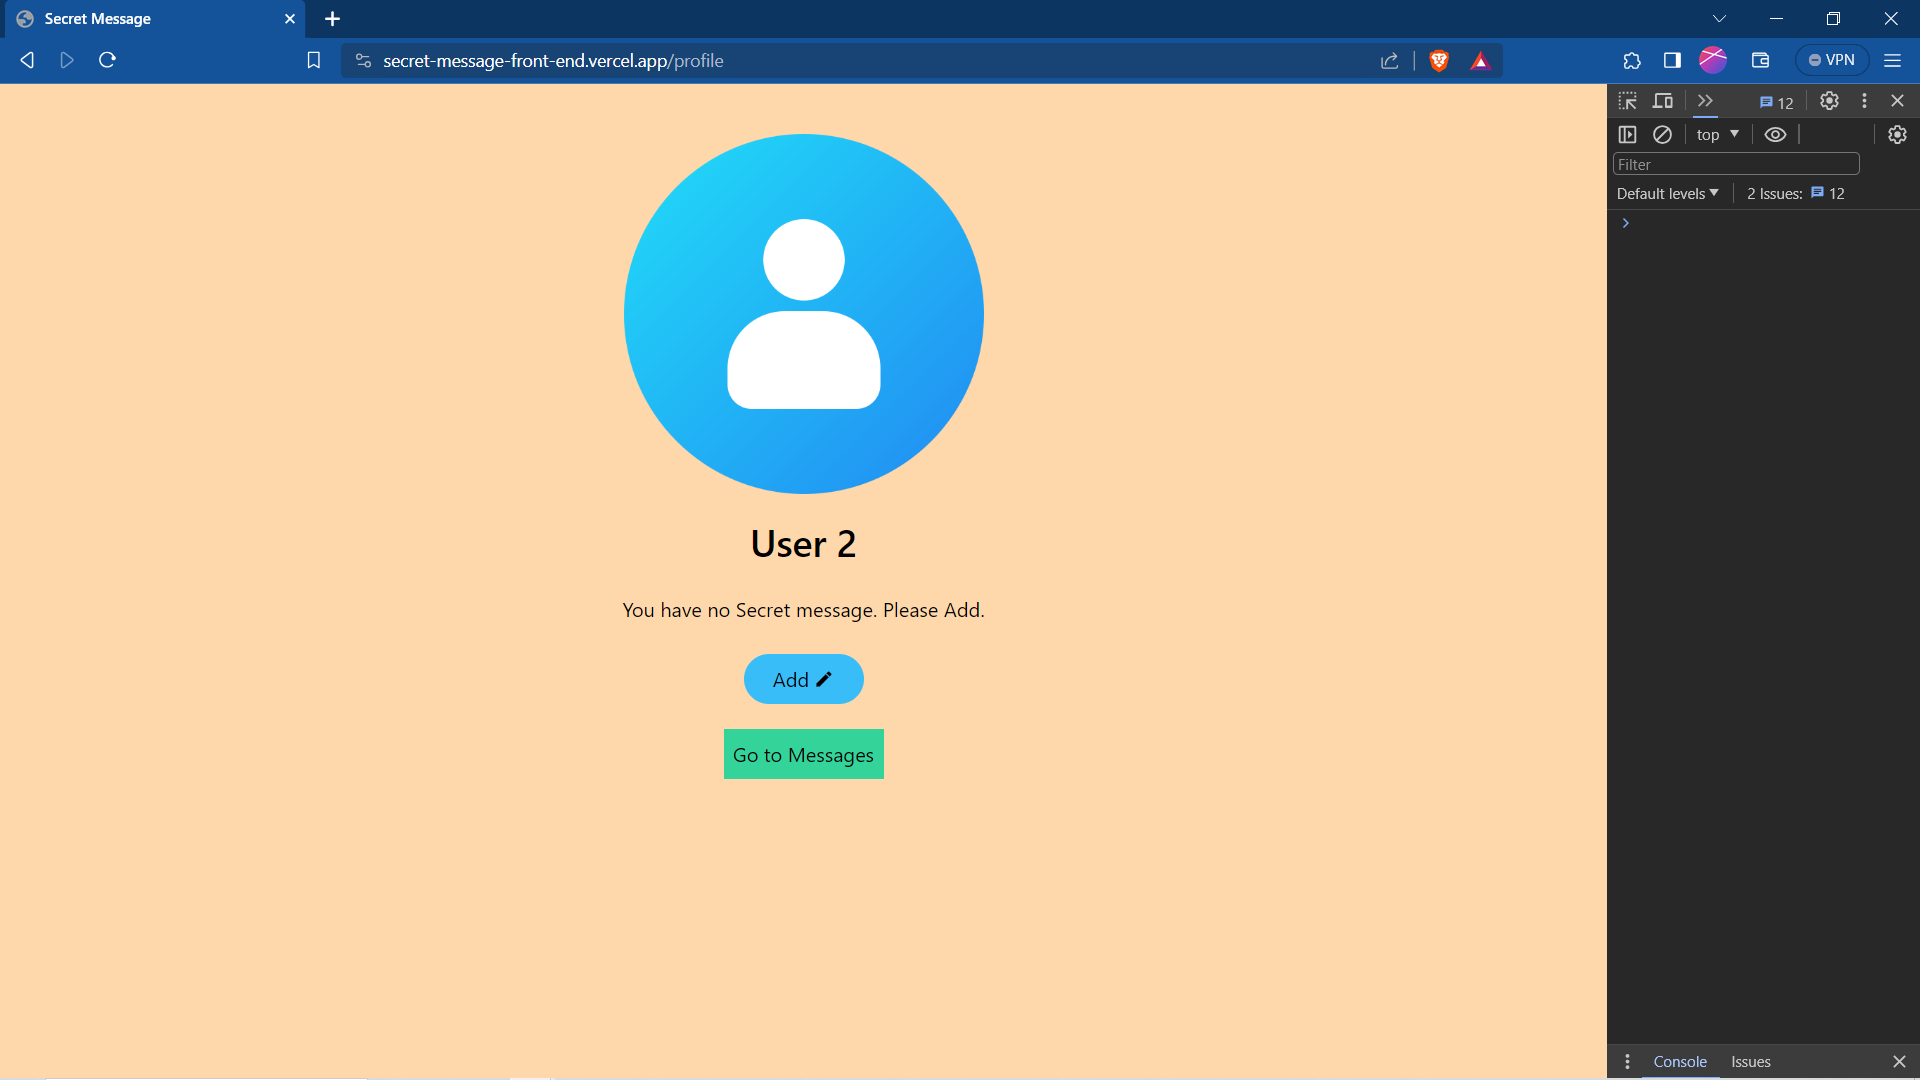 Secret Message
secret-message-front-end.vercel.app/profile
VPN
12
top
Filter
Default levels
2 Issues: 12
User 2
You have no Secret message. Please Add.
Add
Go to Messages
Console Issues